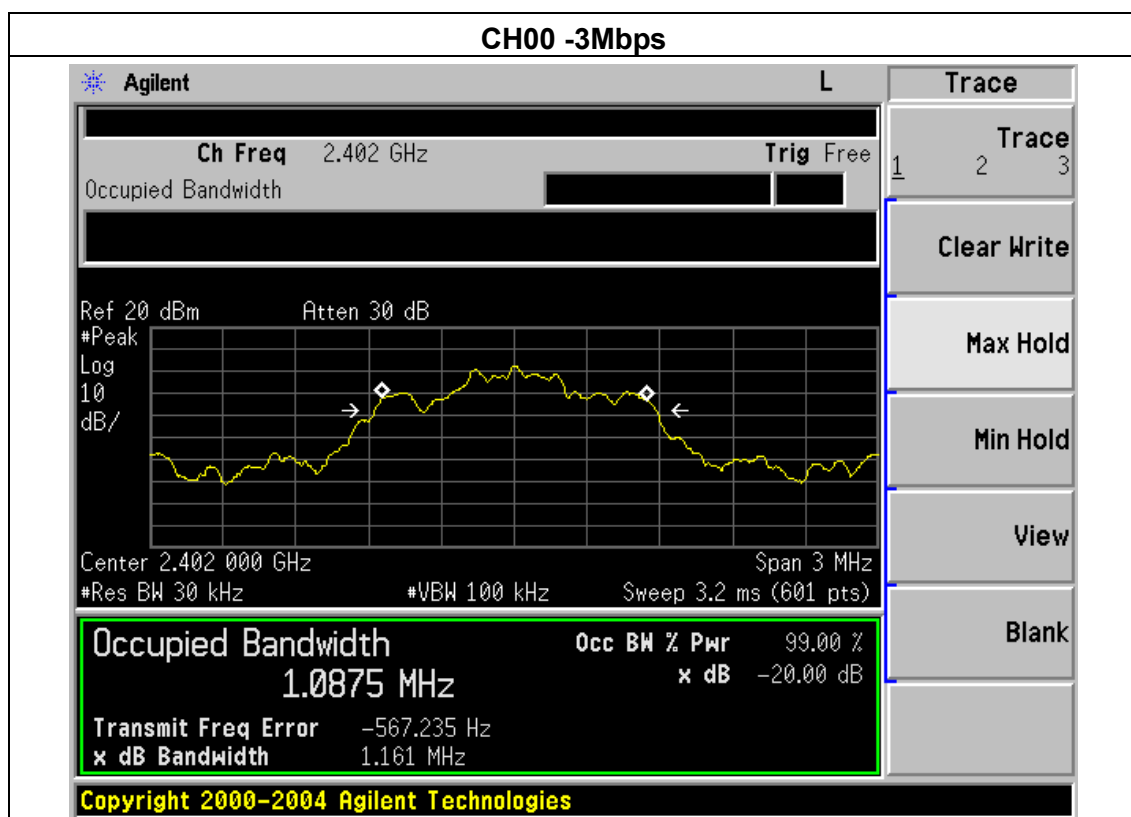 CH00 -3Mbps
Agilent L Trace
Ch Freq 2.402 GHz Trig Free
Occupied Bandwidth
Trace
1 2 3
Clear Write
Ref 20 dBm Atten 30 dB
#Peak
Log
10
dB/
Max Hold
Min Hold
View
Center 2.402 000 GHz Span 3 MHz
#Res BW 30 kHz #VBW 100 kHz Sweep 3.2 ms (601 pts)
Blank
Occupied Bandwidth Occ BW % Pwr 99.00 %
1.0875 MHz x dB -20.00 dB
Transmit Freq Error -567.235 Hz
x dB Bandwidth 1.161 MHz
Copyright 2000-2004 Agilent Technologies